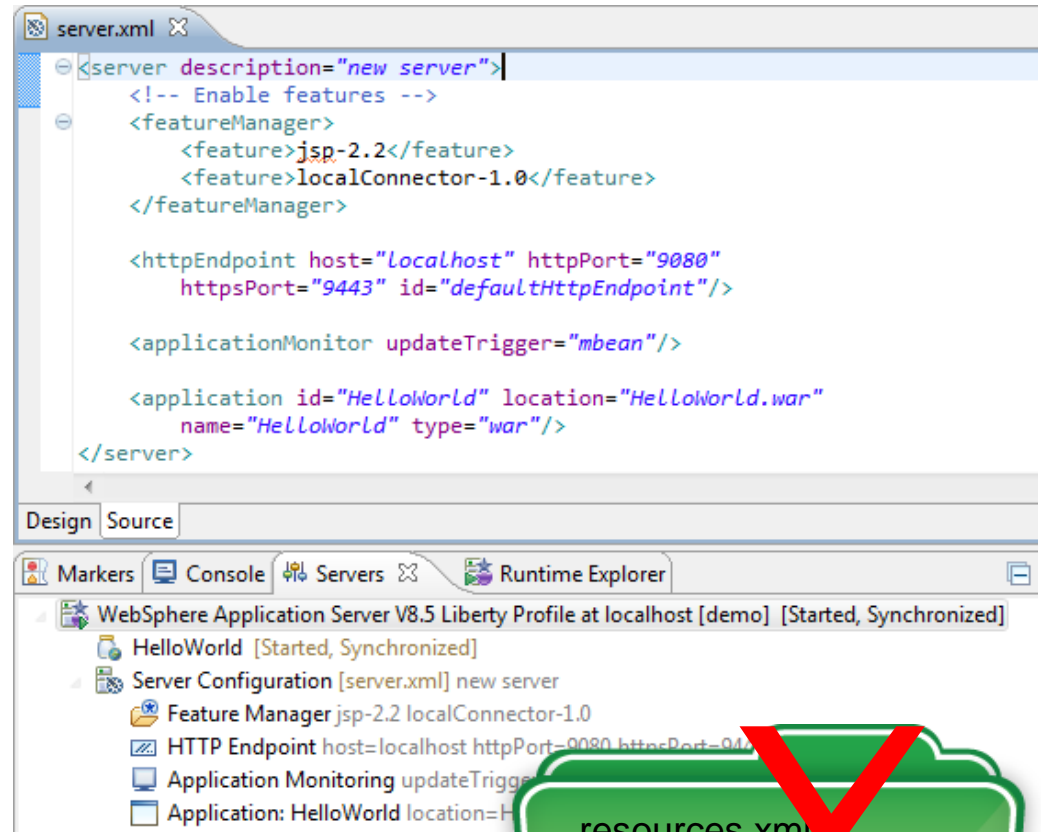 server.xml
<server description="new server">
<!-- Enable features -->
<featureManager>
<feature>jsp-2.2</feature>
<feature>localConnector-1.0</feature>
</featureManager>
<httpEndpoint host="localhost" httpPort="9080"
httpsPort="9443" id="defaultHttpEndpoint"/>
<applicationMonitor updateTrigger="mbean"/>
<application id="HelloWorld" location="HelloWorld.war"
name="HelloWorld" type="war"/>
</server>
Design Source
Markers Console Servers Runtime Explorer
WebSphere Application Server V8.5 Liberty Profile at localhost [demo] [Started, Synchronized]
HelloWorld [Started, Synchronized]
Server Configuration [server.xml] new server
Feature Manager jsp-2.2 localConnector-1.0
HTTP Endpoint host=localhost httpPort=9080
Application Monitoring
Application: HelloWorld